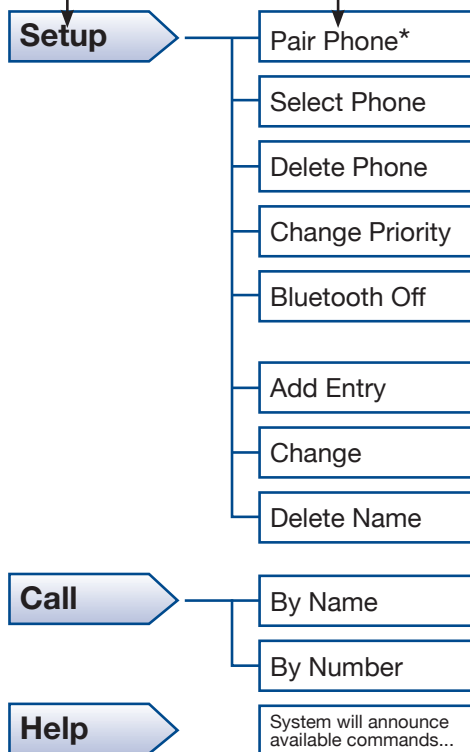 Setup
Pair Phone*
Select Phone
Delete Phone
Change Priority
Bluetooth Off
Add Entry
Change
Delete Name
Call
By Name
By Number
Help
System will announce
available commands...